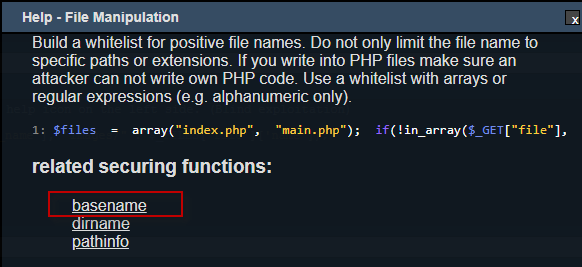 Help - File Manipulation
x
Build a whitelist for positive file names. Do not only limit the file name to
specific paths or extensions. If you write into PHP files make sure an
attacker can not write own PHP code. Use a whitelist with arrays or
regular expressions (e.g. alphanumeric only).
1: $files = array("index.php", "main.php"); if(!in_array($_GET["file"],
related securing functions:
basename
dirname
pathinfo